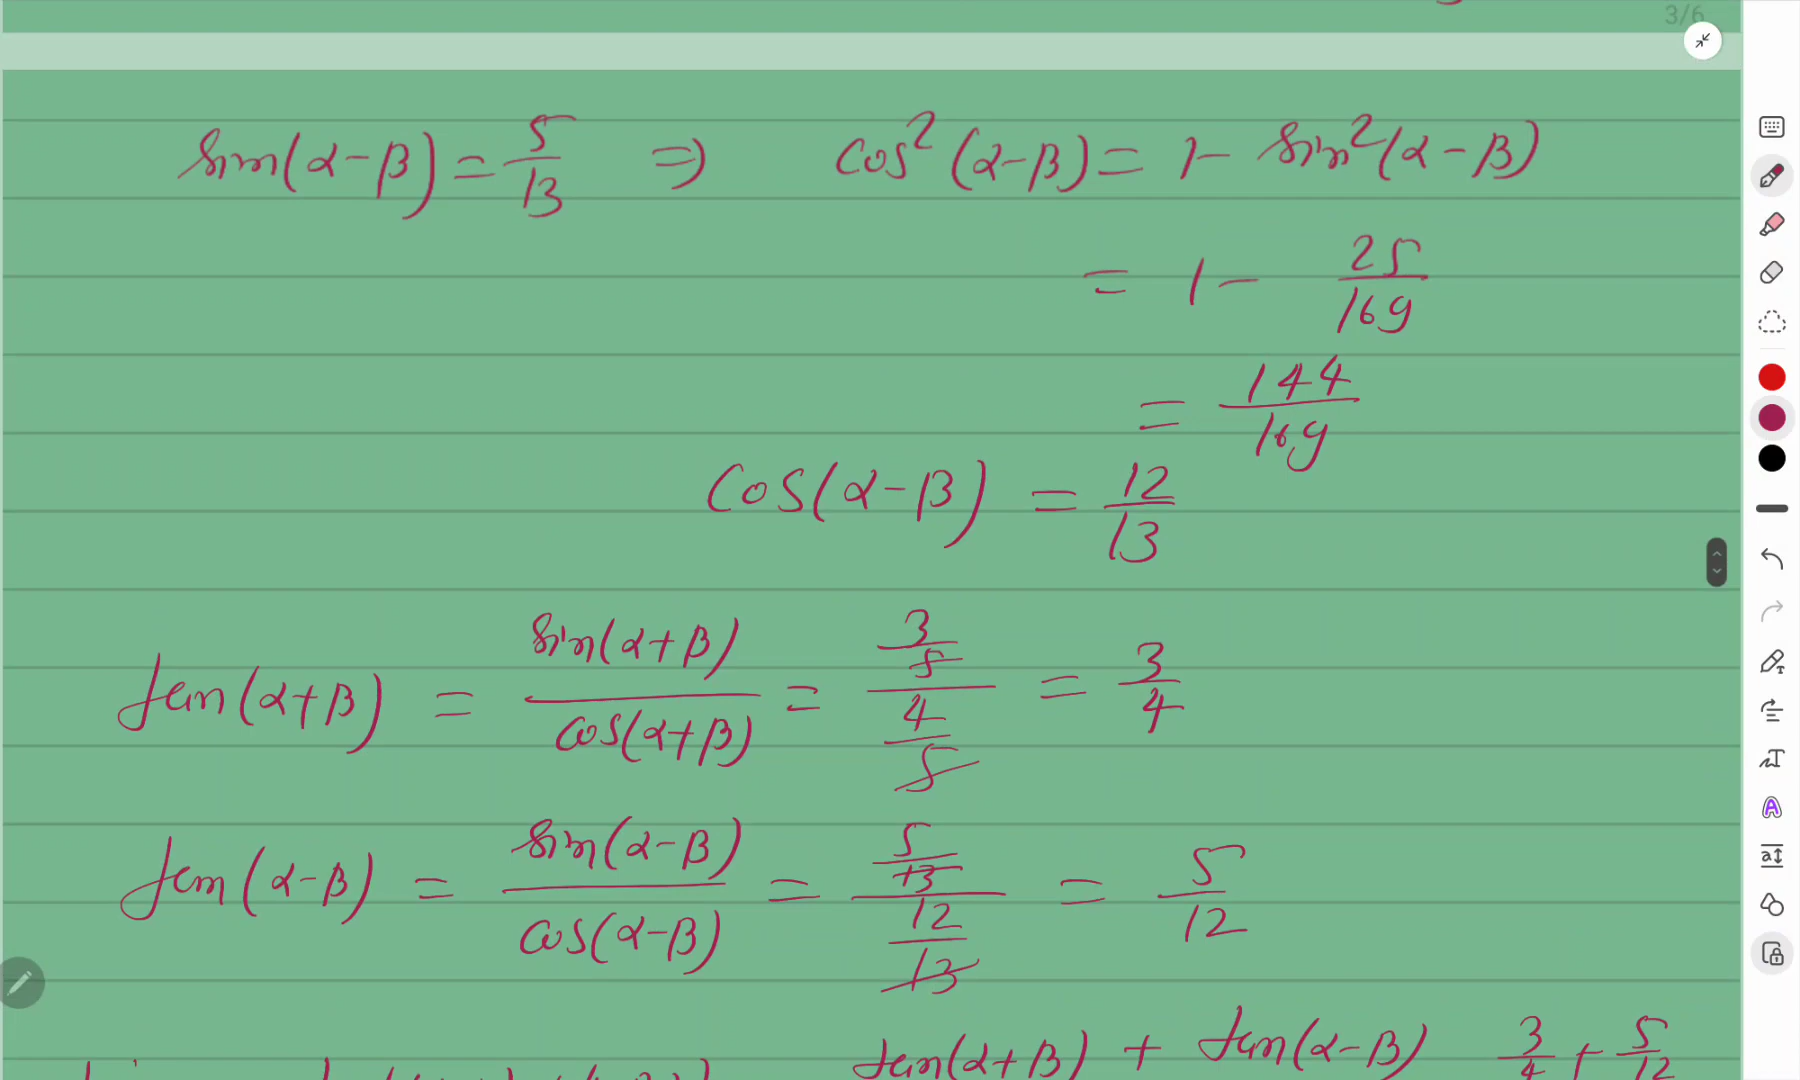 3/6
sin(α-β) = 5/13 ⇒ cos²(α-β) = 1 - sin²(α-β)
= 1 - 25/169
= 144/169
cos(α-β) = 12/13
tan(α+β) = sin(α+β)/cos(α+β) = (3/5)/(4/5) = 3/4
tan(α-β) = sin(α-β)/cos(α-β) = (5/13)/(12/13) = 5/12
tan(α+β) + tan(α-β) 3/4 + 5/12